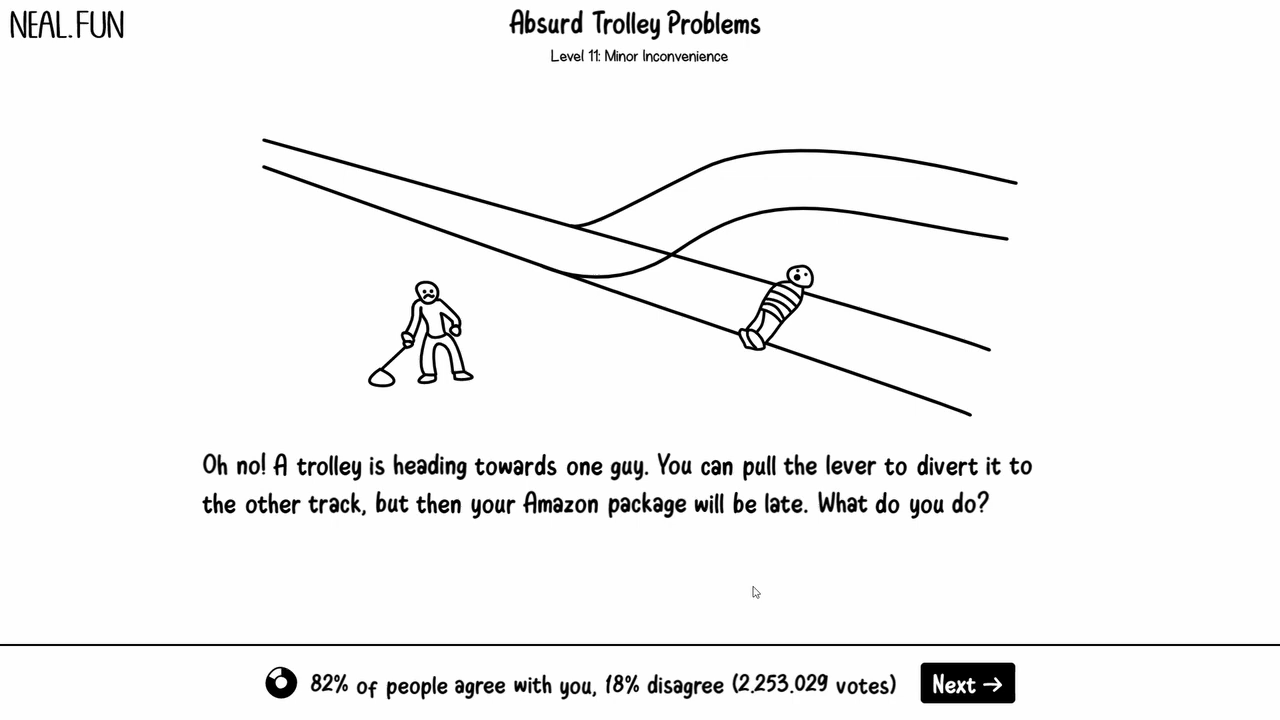 NEAL.FUN
Absurd Trolley Problems
Level 11: Minor Inconvenience
Oh no! A trolley is heading towards one guy. You can pull the lever to divert it to
the other track, but then your Amazon package will be late. What do you do?
82% of people agree with you, 18% disagree (2.253.029 votes)
Next →